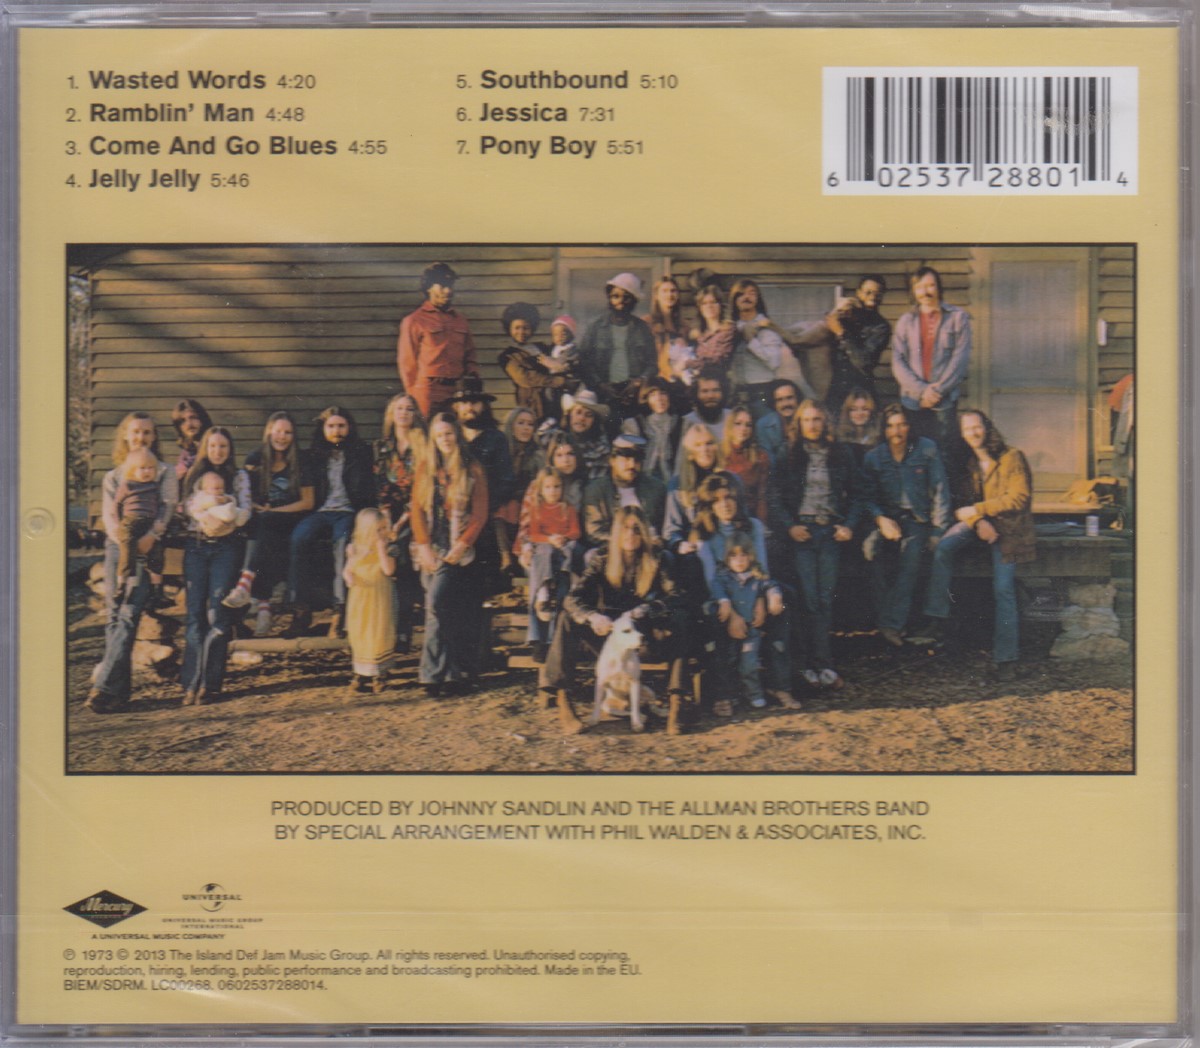 1. Wasted Words 4:20
2. Ramblin' Man 4:48
3. Come And Go Blues 4:55
4. Jelly Jelly 5:46
5. Southbound 5:10
6. Jessica 7:31
7. Pony Boy 5:51
6 02537 28801 4
PRODUCED BY JOHNNY SANDLIN AND THE ALLMAN BROTHERS BAND
BY SPECIAL ARRANGEMENT WITH PHIL WALDEN & ASSOCIATES, INC.
Mercury
RECORDS
A UNIVERSAL MUSIC COMPANY
UNIVERSAL
UNIVERSAL MUSIC GROUP
INTERNATIONAL
℗ 1973 © 2013 The Island Def Jam Music Group. All rights reserved. Unauthorised copying,
reproduction, hiring, lending, public performance and broadcasting prohibited. Made in the EU.
BIEM/SDRM. LC00268. 0602537288014.